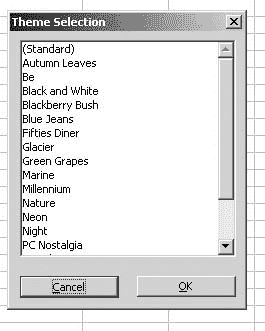 Theme Selection
(Standard)
Autumn Leaves
Be
Black and White
Blackberry Bush
Blue Jeans
Fifties Diner
Glacier
Green Grapes
Marine
Millennium
Nature
Neon
Night
PC Nostalgia
Cancel
OK